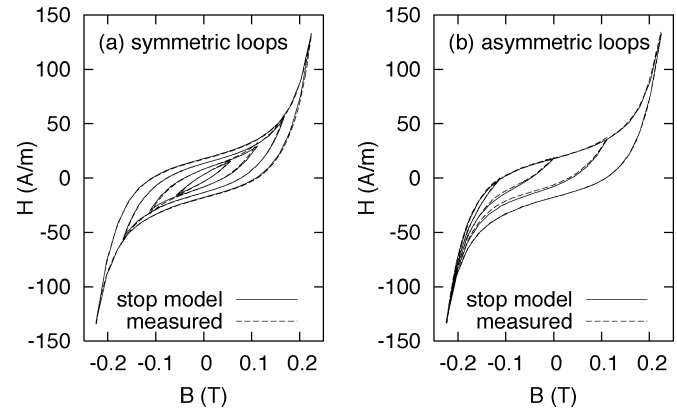 (a) symmetric loops
150
100
50
0
-50
-100
-150
H (A/m)
stop model
measured
-0.2 -0.1 0 0.1 0.2
B (T)
(b) asymmetric loops
150
100
50
0
-50
-100
-150
H (A/m)
stop model
measured
-0.2 -0.1 0 0.1 0.2
B (T)